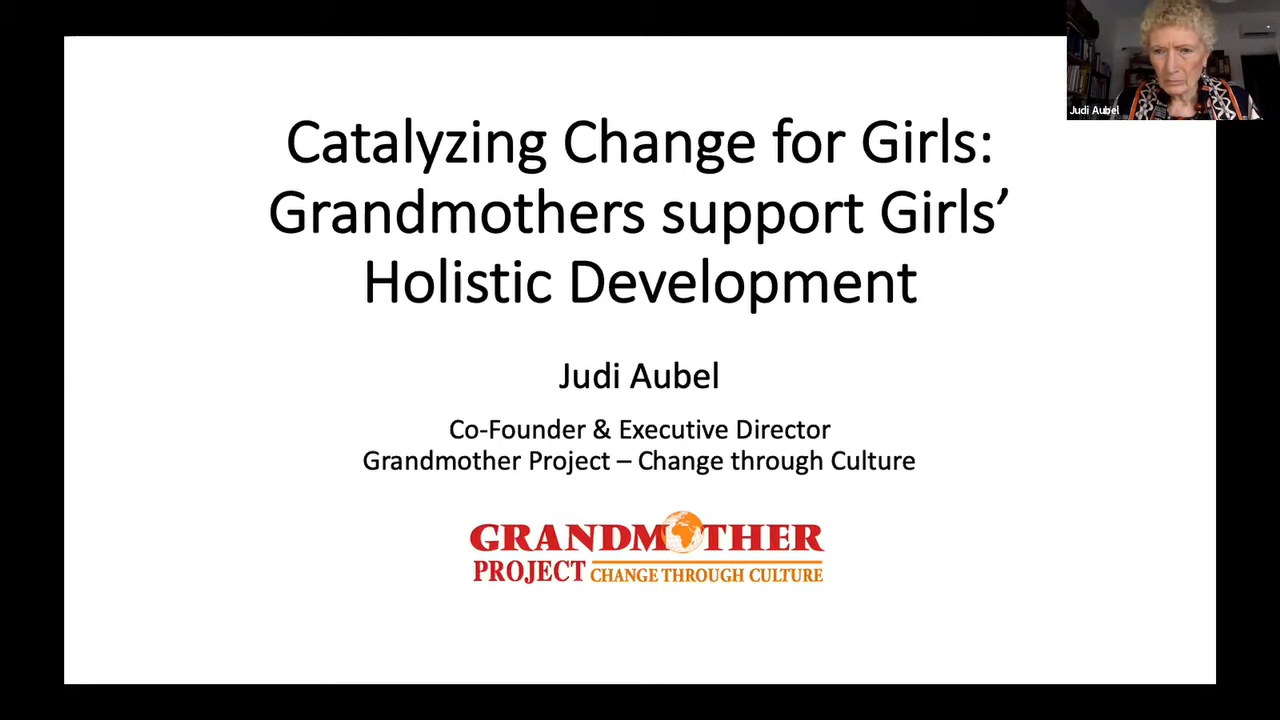 Judi Aubel
Catalyzing Change for Girls:
Grandmothers support Girls’
Holistic Development
Judi Aubel
Co-Founder & Executive Director
Grandmother Project – Change through Culture
GRANDMOTHER
PROJECT CHANGE THROUGH CULTURE